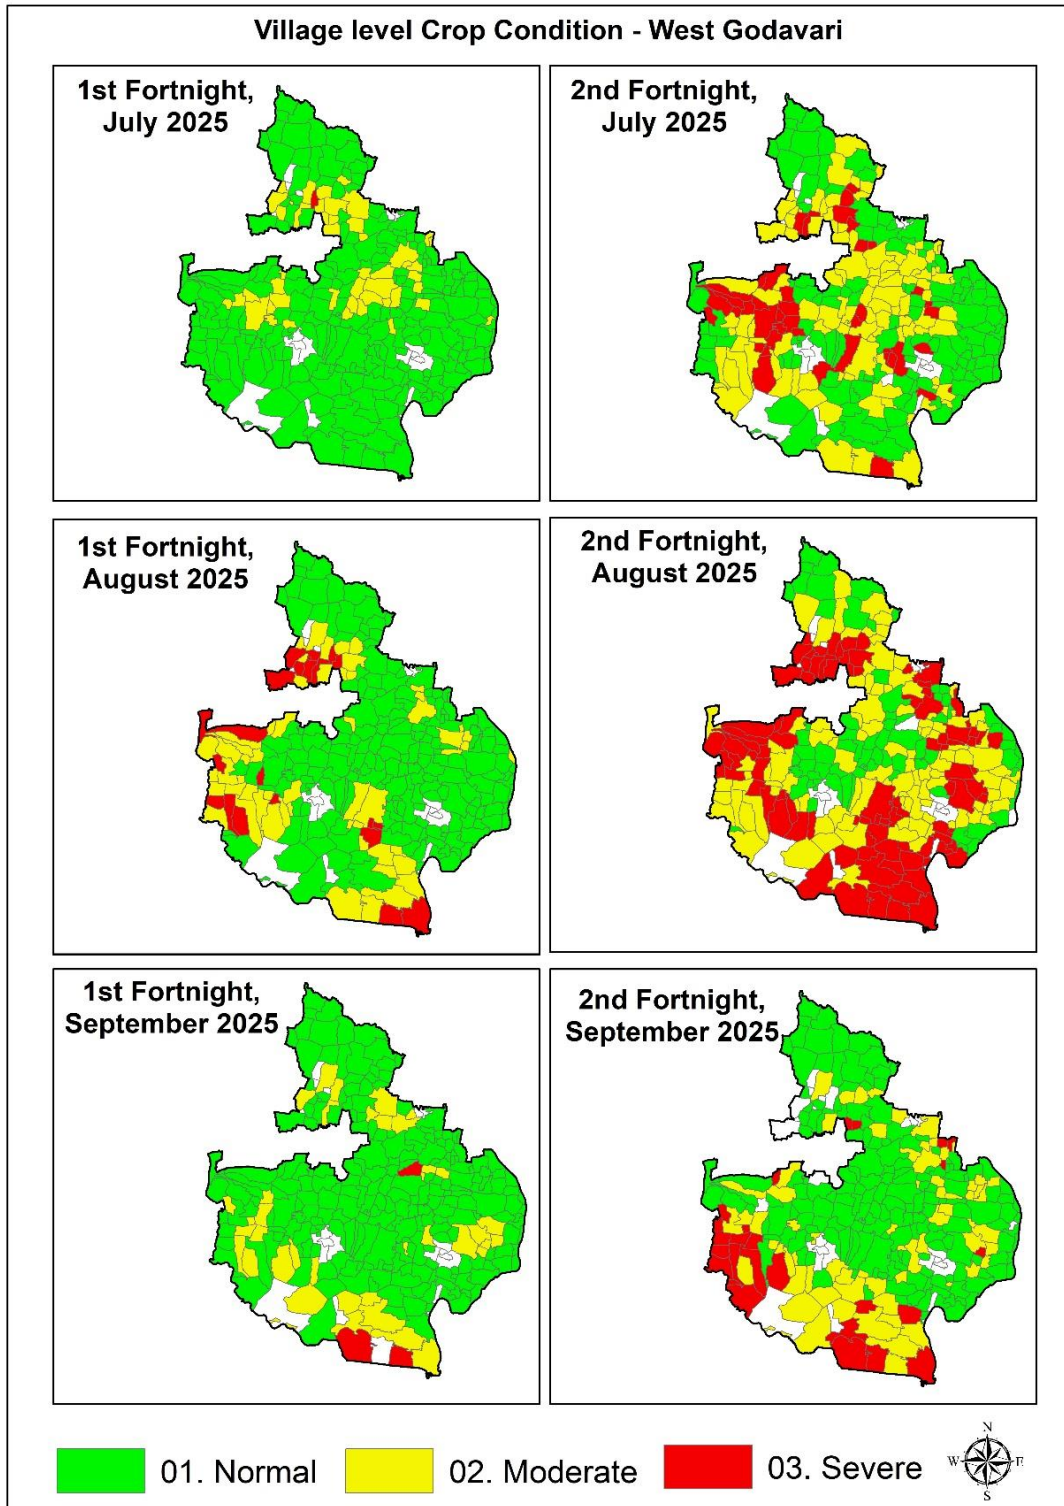 Village level Crop Condition - West Godavari
1st Fortnight,
July 2025
2nd Fortnight,
July 2025
1st Fortnight,
August 2025
2nd Fortnight,
August 2025
1st Fortnight,
September 2025
2nd Fortnight,
September 2025
01. Normal
02. Moderate
03. Severe
N
W E
S